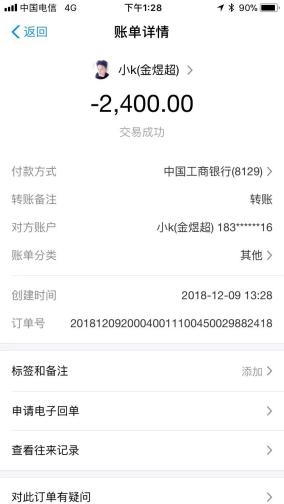 中国电信 4G 下午1:28 90%
返回 账单详情
小k(金煜超)
-2,400.00
交易成功
付款方式 中国工商银行(8129)
转账备注 转账
对方账户 小k(金煜超) 183******16
账单分类 其他
创建时间 2018-12-09 13:28
订单号 20181209200040011100450029882418
标签和备注 添加
申请电子回单
查看往来记录
对此订单有疑问